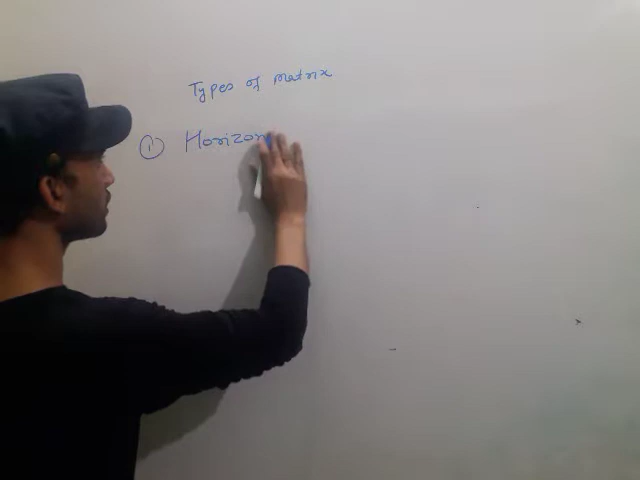 Types of matrix
① Horizon